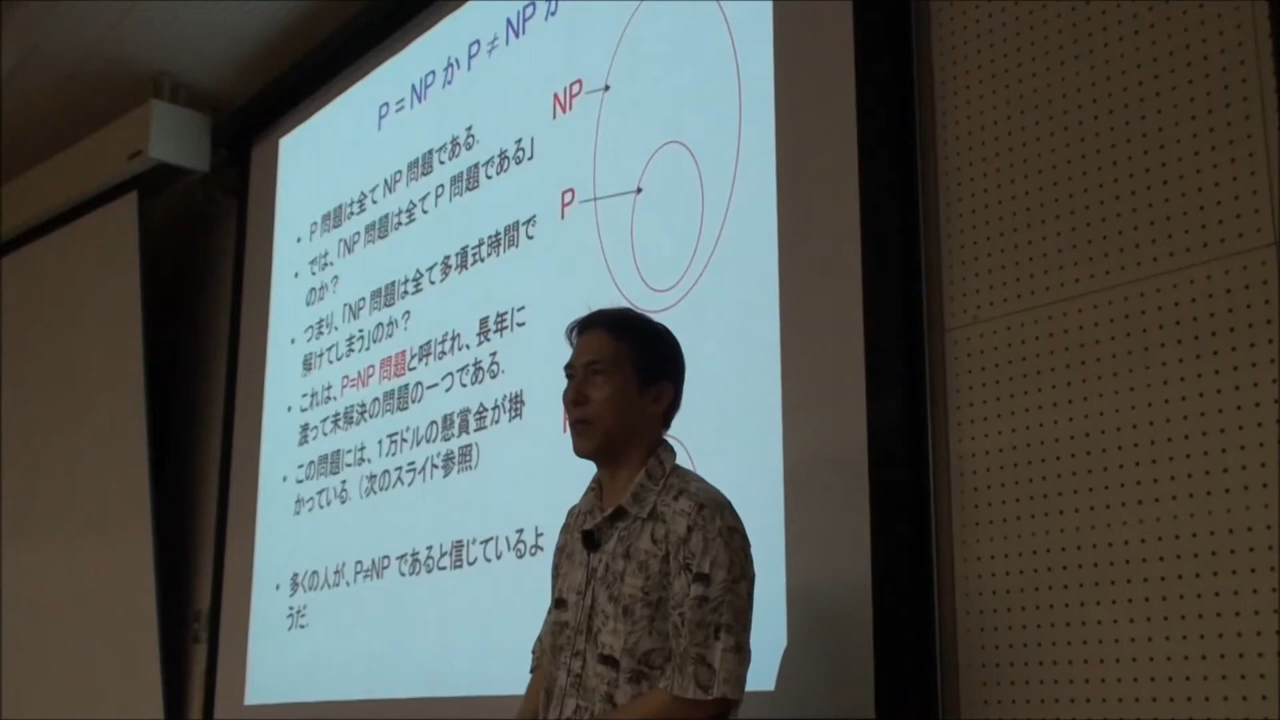 P = NP か P ≠ NP か
・ P 問題は全て NP 問題である.
・ では、「NP 問題は全て P 問題である」
のか？
・ つまり、「NP 問題は全て多項式時間で
解けてしまう」のか？
・ これは、P=NP 問題と呼ばれ、長年に
渡って未解決の問題の一つである.
・ この問題には、1万ドルの懸賞金が掛
かっている.（次のスライド参照）
・ 多くの人が、P≠NP であると信じているよ
うだ.
NP
P